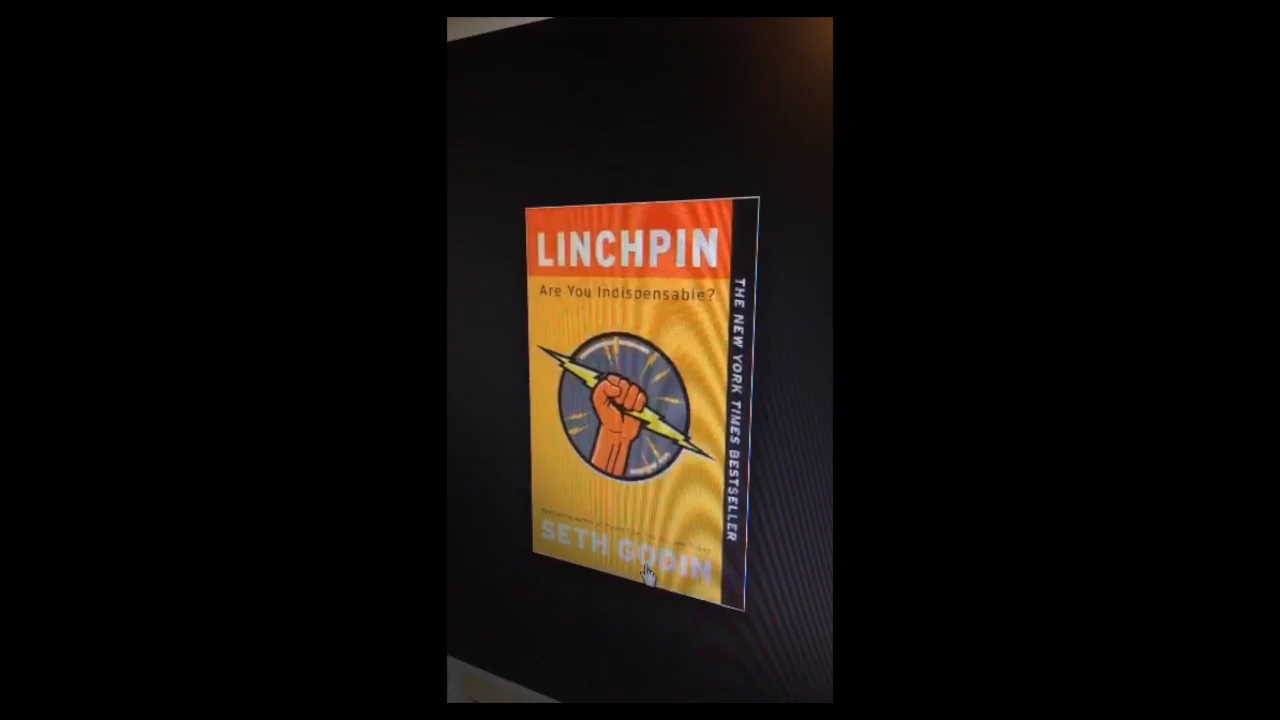 LINCHPIN
Are You Indispensable?
THE NEW YORK TIMES BESTSELLER
SETH GODIN